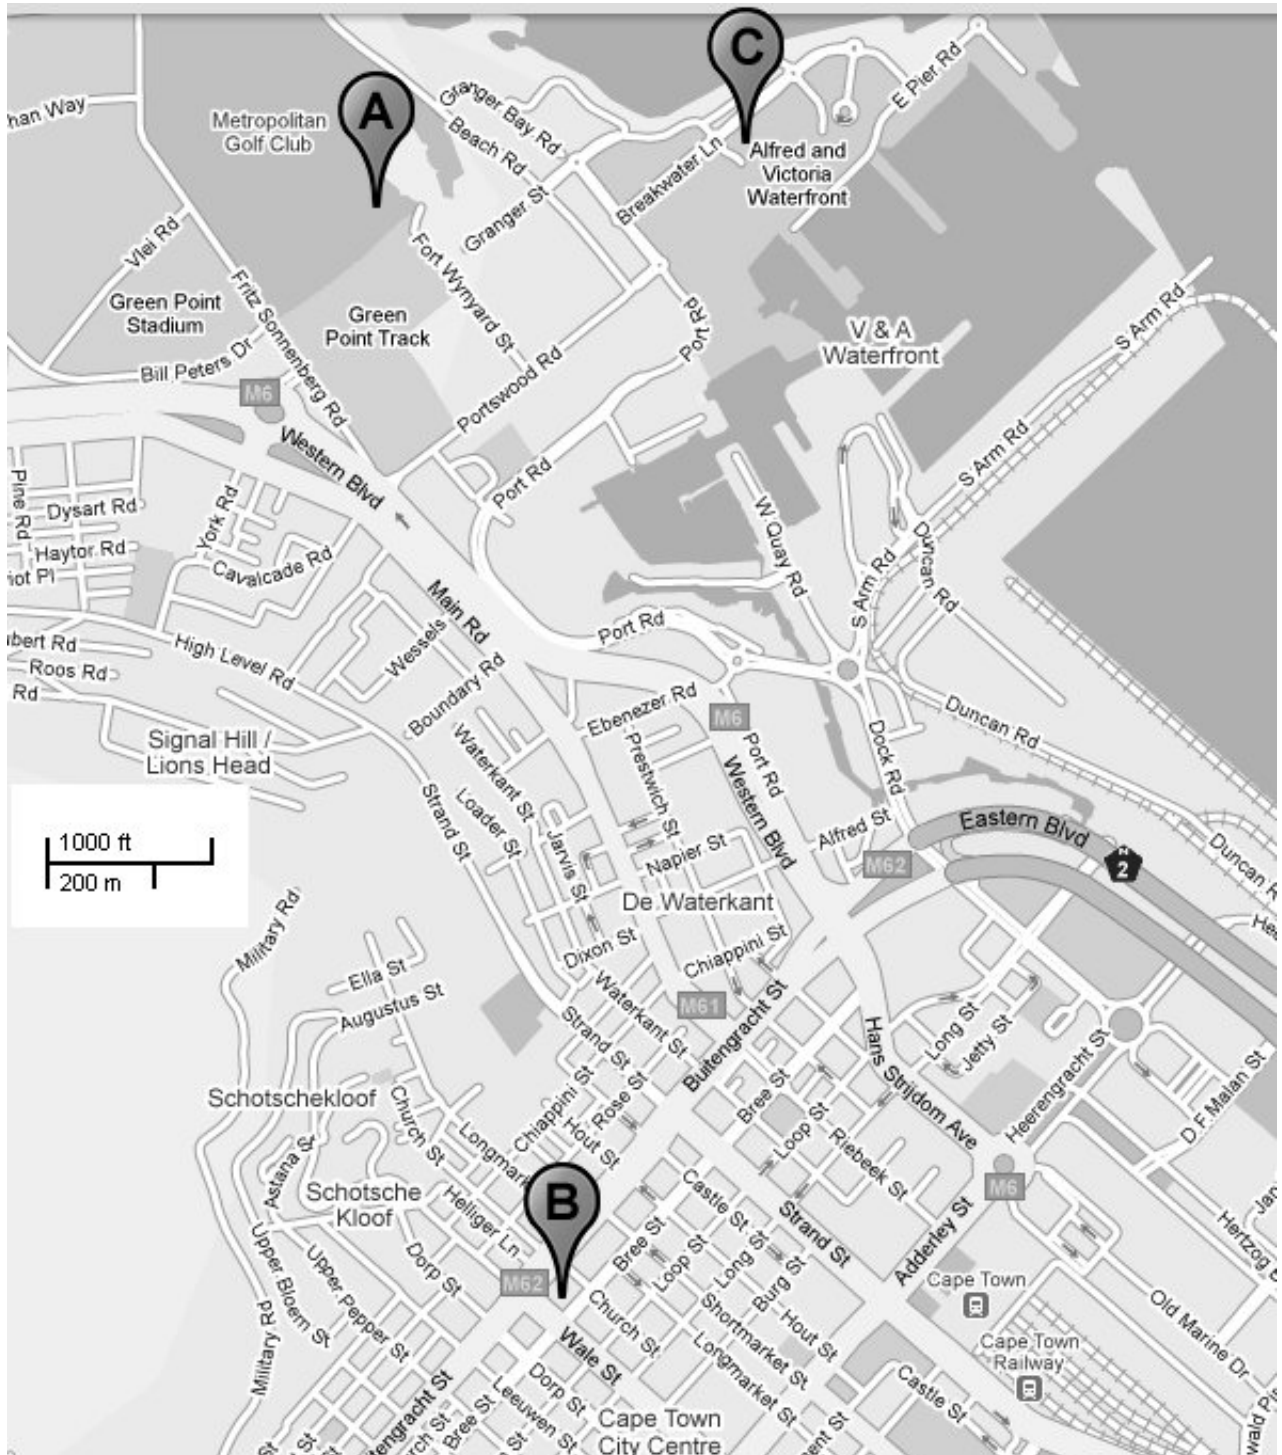 C
E Pier Rd
A
Metropolitan
Golf Club
Granger Bay Rd
Beach Rd
Breakwater Ln
Alfred and
Victoria
Waterfront
Granger St
Vlei Rd
Fort Wynyard St
Fritz Sonnenberg Rd
Green Point
Stadium
Green
Point Track
Port Rd
V & A
Waterfront
S Arm Rd
Bill Peters Dr
M6
Portswood Rd
Western Blvd
S Arm Rd
Port Rd
Pine Rd
Dysart Rd
York Rd
W Quay Rd
Haytor Rd
Cavalcade Rd
S Arm Rd
Duncan Rd
Main Rd
Port Rd
High Level Rd
Wessels
Roos Rd
Rd
Boundary Rd
Ebenezer Rd
M6
Duncan Rd
Signal Hill /
Lions Head
Waterkant St
Prestwich St
Port Rd
Dock Rd
Western Blvd
Strand St
Loader St
1000 ft
200 m
Jarvis St
Napier St
Alfred St
Eastern Blvd
M62
N
2
Duncan R
De Waterkant
Military Rd
Dixon St
Chiappini St
Ella St
Augustus St
Waterkant St
M61
Buitengracht St
Strand St
Hans Strijdom Ave
Long St
Jetty St
Heerengracht St
D F Malan St
Schotschekloof
Church St
Chiappini St
Rose St
Bree St
Loop St
Longmark
Hout St
Riebeek St
Astana St
Schotsche
Kloof
Helliger Ln
B
Castle St
Strand St
M6
Adderley St
Hertzog
Upper Bloem St
Upper Pepper St
Dorp St
M62
Bree St
Loop St
Long St
Burg St
Cape Town
Church St
Shortmarket St
Hout St
Old Marine Dr
Military Rd
Wale St
Longmarket St
Cape Town
Railway
Castle St
Dorp St
Leeuwen St
Bree St
Cape Town
City Centre